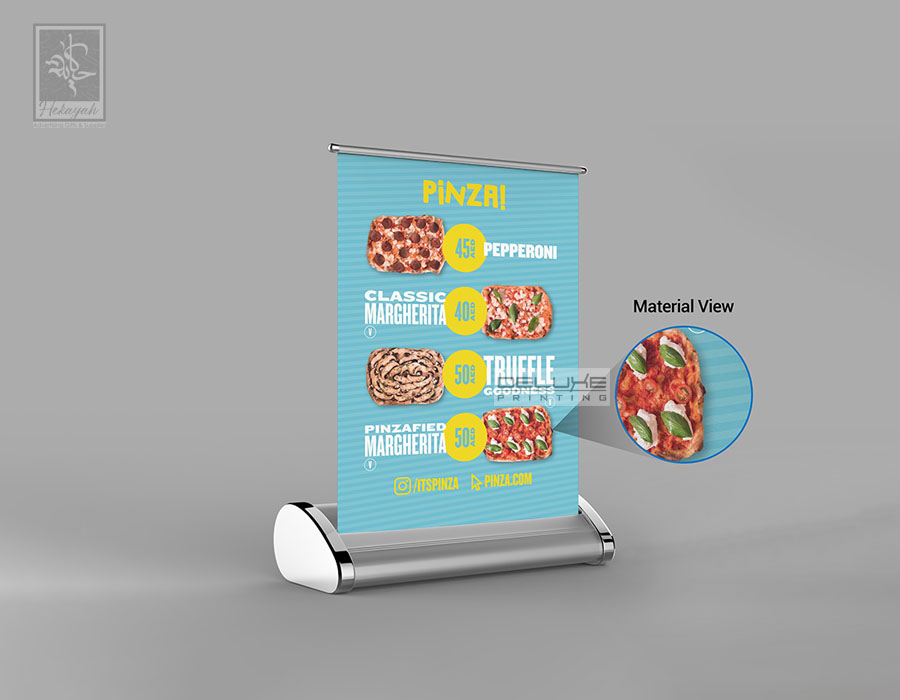 Hekayah
PiNZA!
45 AED
PEPPERONI
CLASSIC
MARGHERITA
V
40 AED
50 AED
TRUFFLE
GOODNESS
V
PINZAFIED
MARGHERITA
V
50 AED
/ITSPINZA
PINZA.COM
DELUXE
PRINTING
Material View